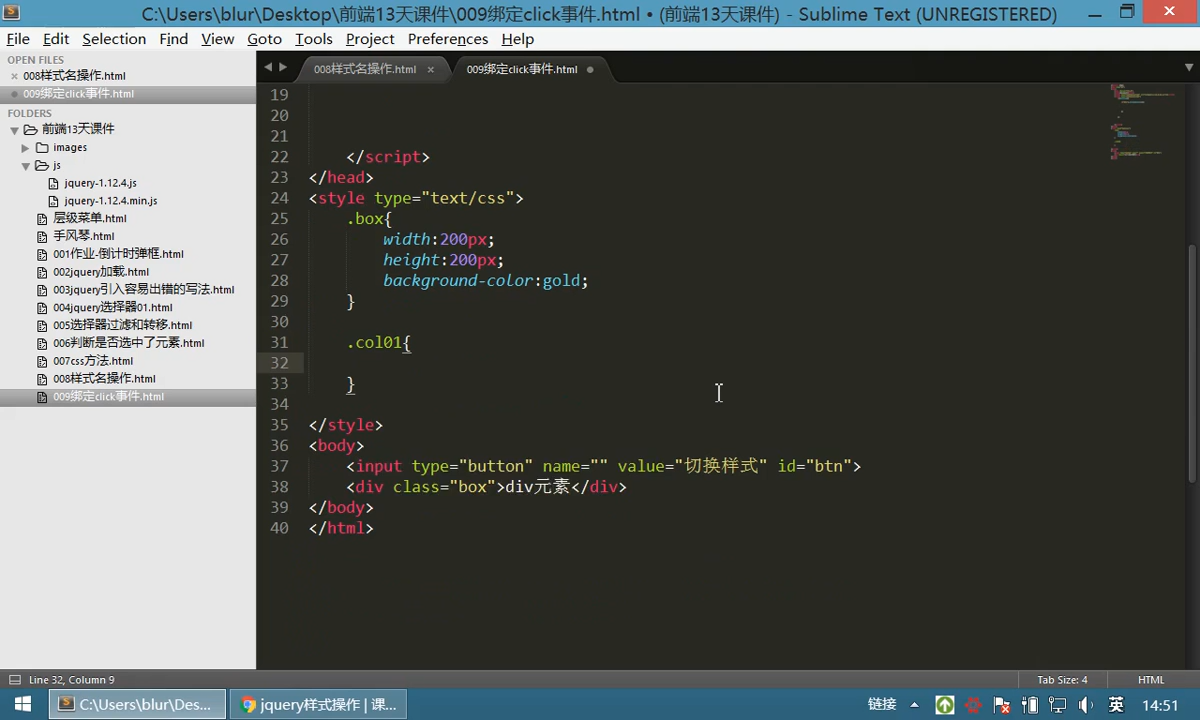 C:\Users\blur\Desktop\前端13天课件\009绑定click事件.html • (前端13天课件) - Sublime Text (UNREGISTERED)
File Edit Selection Find View Goto Tools Project Preferences Help
OPEN FILES
008样式名操作.html
009绑定click事件.html
FOLDERS
前端13天课件
images
js
jquery-1.12.4.js
jquery-1.12.4.min.js
层级菜单.html
手风琴.html
001作业-倒计时弹框.html
002jquery加载.html
003jquery引入容易出错的写法.html
004jquery选择器01.html
005选择器过滤和转移.html
006判断是否选中了元素.html
007css方法.html
008样式名操作.html
009绑定click事件.html
008样式名操作.html 009绑定click事件.html
19
20
21
22 </script>
23 </head>
24 <style type="text/css">
25 .box{
26 width:200px;
27 height:200px;
28 background-color:gold;
29 }
30
31 .col01{
32
33 }
34
35 </style>
36 <body>
37 <input type="button" name="" value="切换样式" id="btn">
38 <div class="box">div元素</div>
39 </body>
40 </html>
Line 32, Column 9 Tab Size: 4 HTML
C:\Users\blur\Des... jquery样式操作 | 课... 链接 英 14:51